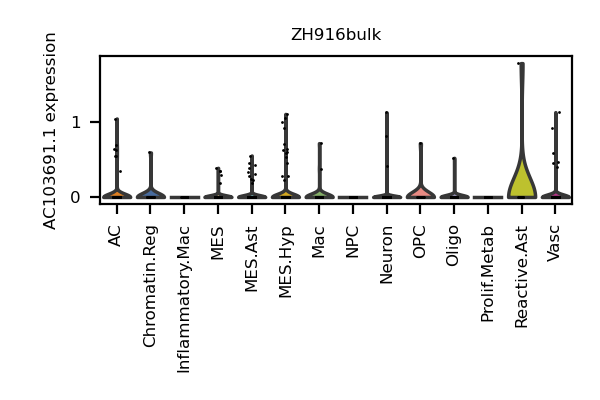 ZH916bulk
AC103691.1 expression
1
0
AC
Chromatin.Reg
Inflammatory.Mac
MES
MES.Ast
MES.Hyp
Mac
NPC
Neuron
OPC
Oligo
Prolif.Metab
Reactive.Ast
Vasc